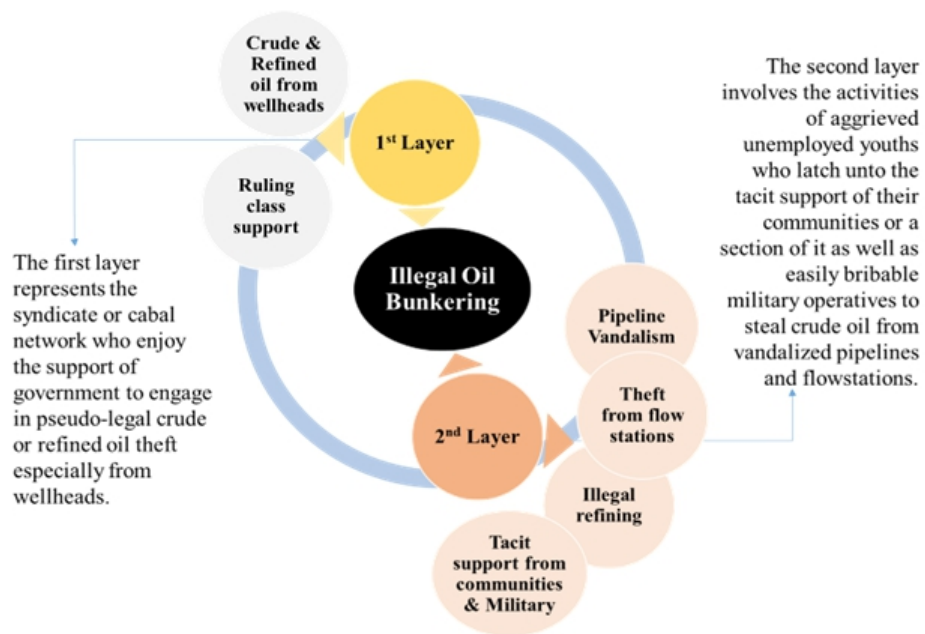 Crude &
Refined
oil from
wellheads
1st Layer
Ruling
class
support
Illegal Oil
Bunkering
The first layer
represents the
syndicate or cabal
network who enjoy
the support of
government to engage
in pseudo-legal crude
or refined oil theft
especially from
wellheads.
The second layer
involves the activities
of aggrieved
unemployed youths
who latch unto the
tacit support of their
communities or a
section of it as well as
easily bribable
military operatives to
steal crude oil from
vandalized pipelines
and flowstations.
Pipeline
Vandalism
Theft
from flow
stations
2nd Layer
Illegal
refining
Tacit
support from
communities
& Military